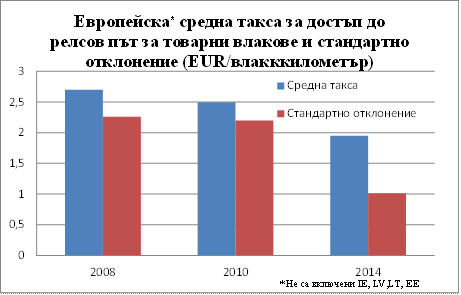 Европейска* средна такса за достъп до
релсов път за товарни влакове и стандартно
отклонение (EUR/влакккилометър)
3
2,5
2
1,5
1
0,5
0
Средна такса
Стандартно отклонение
2008
2010
2014
*Не са включени IE, LV,LT, EE